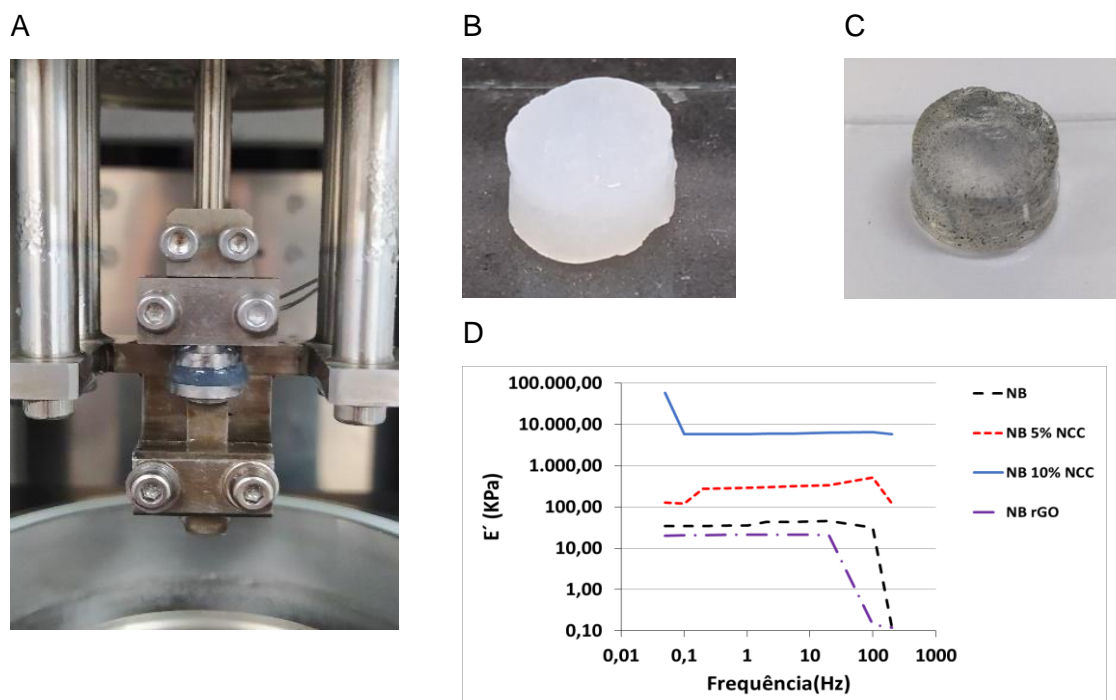 A
B
C
D
100.000,00
10.000,00
1.000,00
100,00
10,00
1,00
0,10
E´ (KPa)
0,01
0,1
1
10
100
1000
Frequência(Hz)
NB
NB 5% NCC
NB 10% NCC
NB rGO